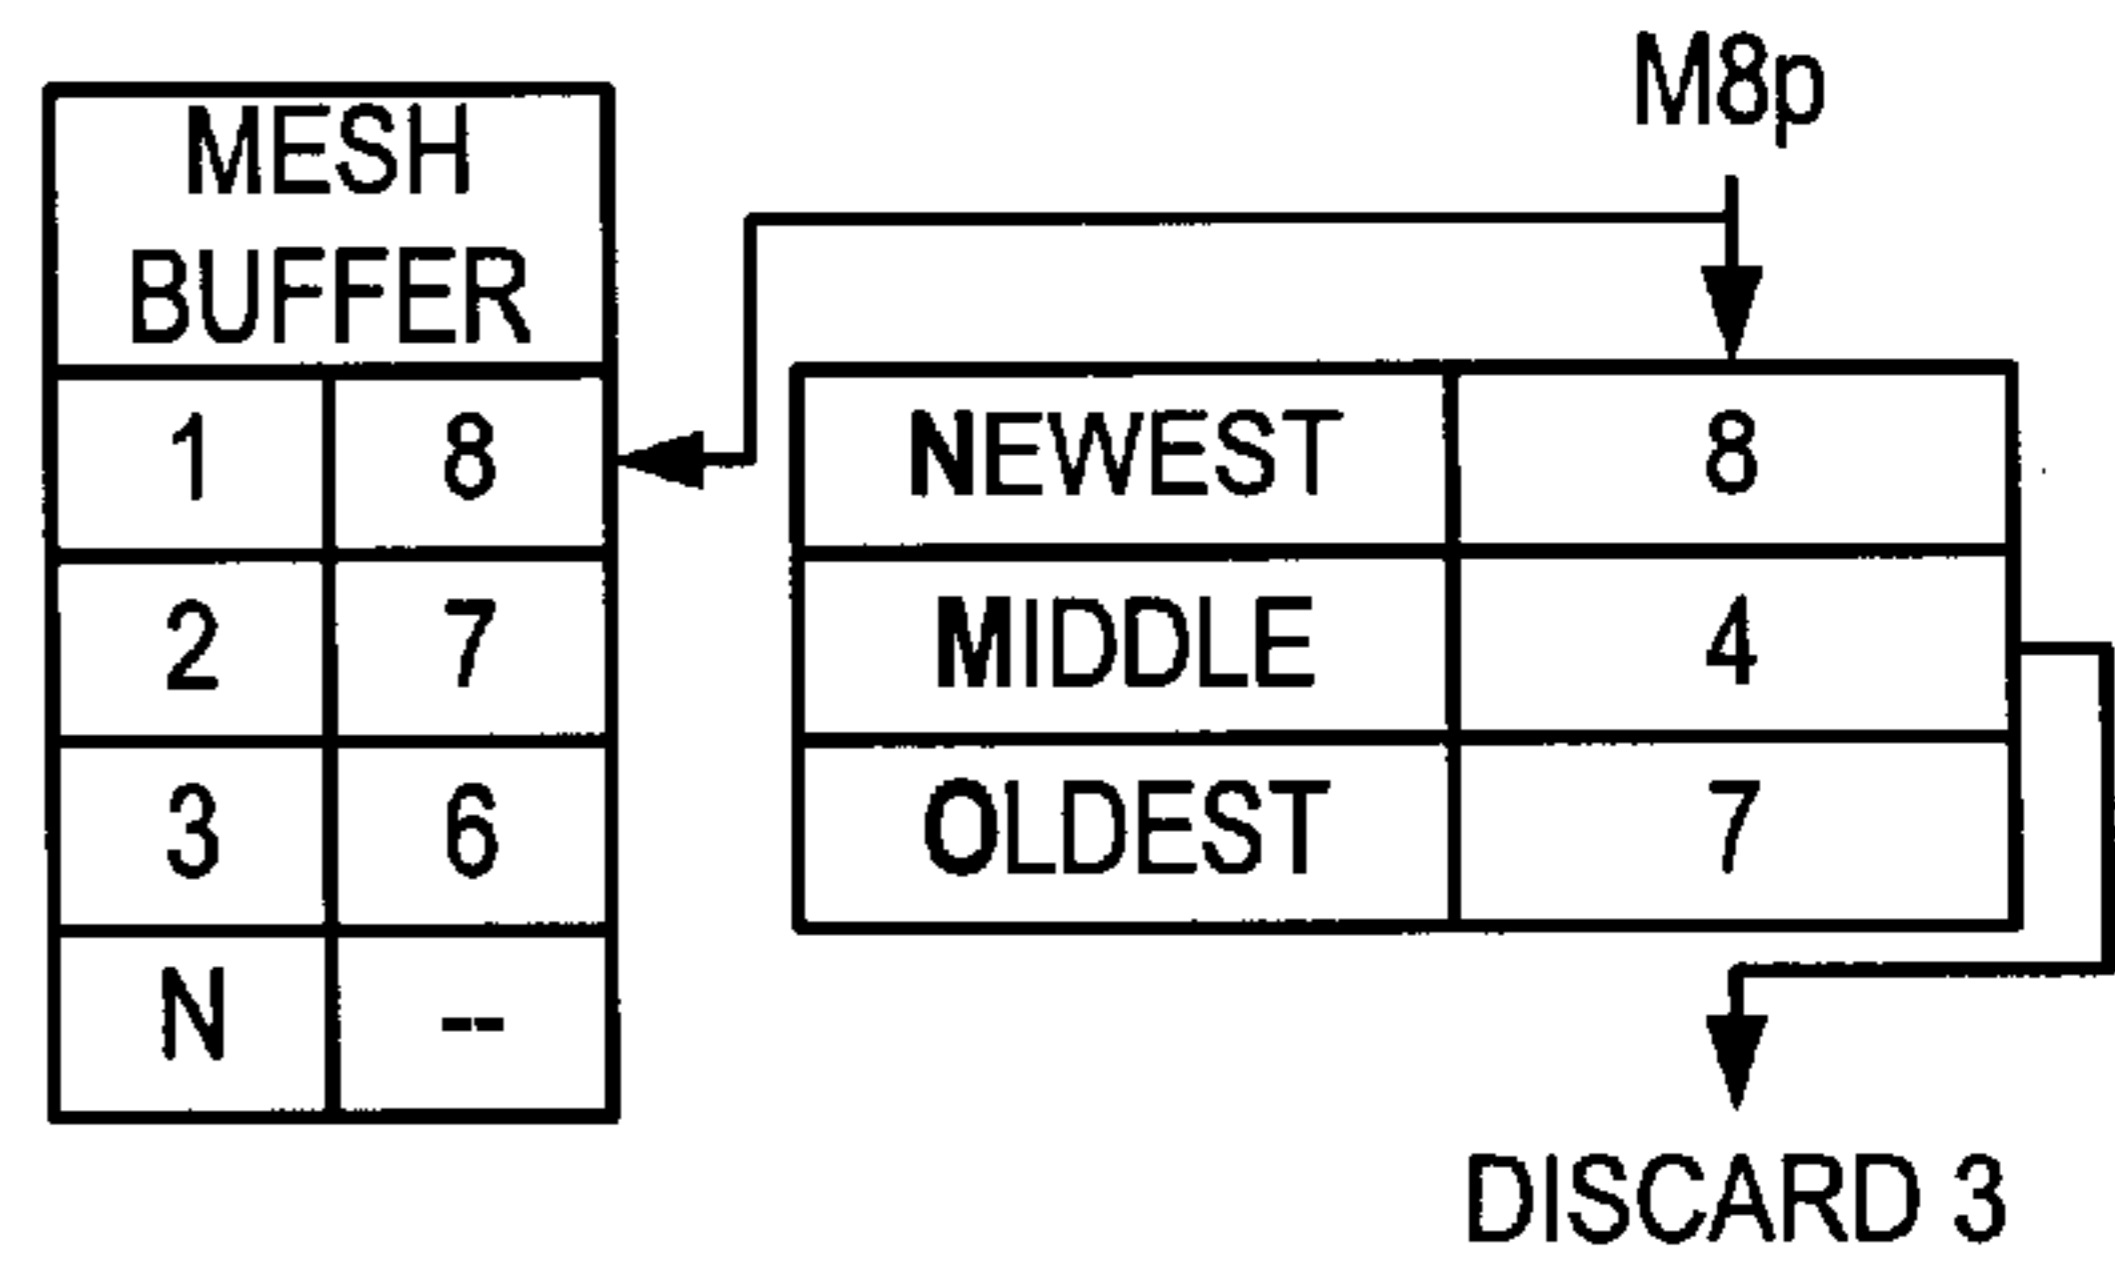 M8p
MESH
BUFFER
1 8
2 7
3 6
N --
NEWEST 8
MIDDLE 4
OLDEST 7
DISCARD 3